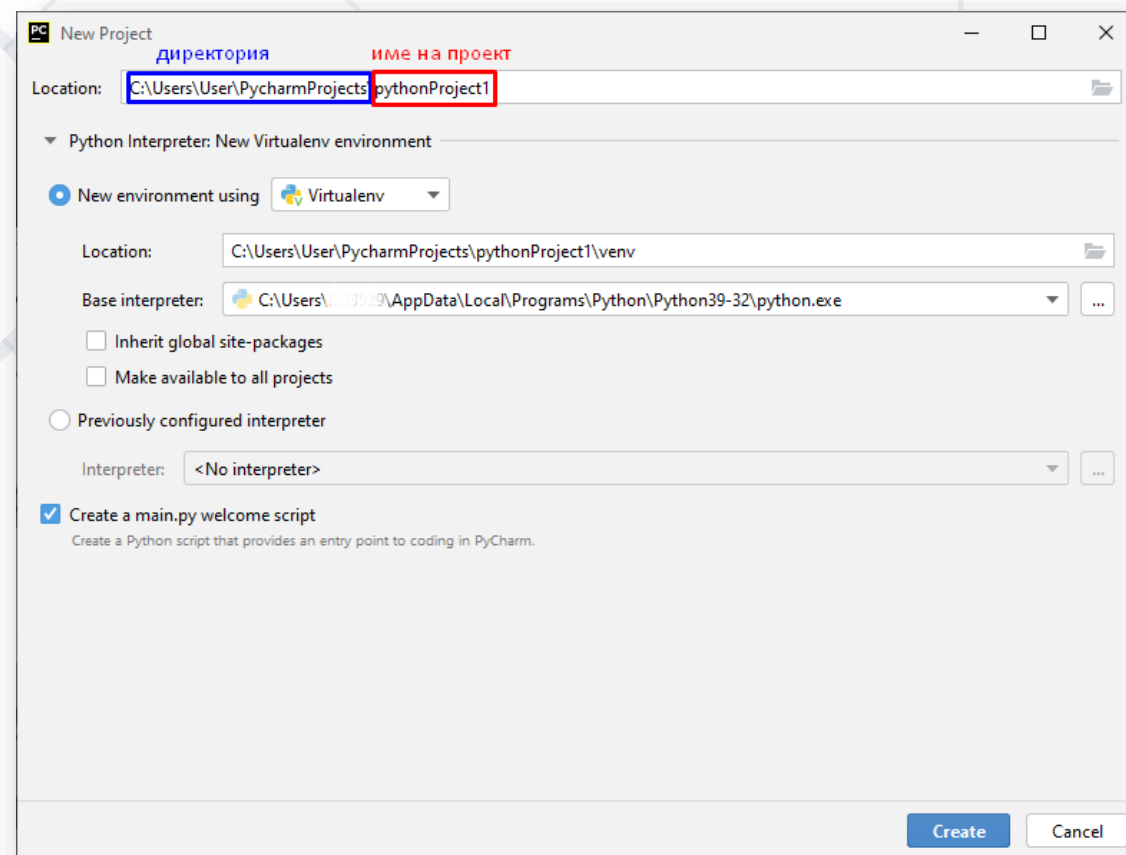 PC New Project
директория име на проект
Location: C:\Users\User\PycharmProjects\pythonProject1
Python Interpreter: New Virtualenv environment
New environment using Virtualenv
Location: C:\Users\User\PycharmProjects\pythonProject1\venv
Base interpreter: C:\Users\ \AppData\Local\Programs\Python\Python39-32\python.exe
...
Inherit global site-packages
Make available to all projects
Previously configured interpreter
Interpreter: <No interpreter>
...
Create a main.py welcome script
Create a Python script that provides an entry point to coding in PyCharm.
Create Cancel